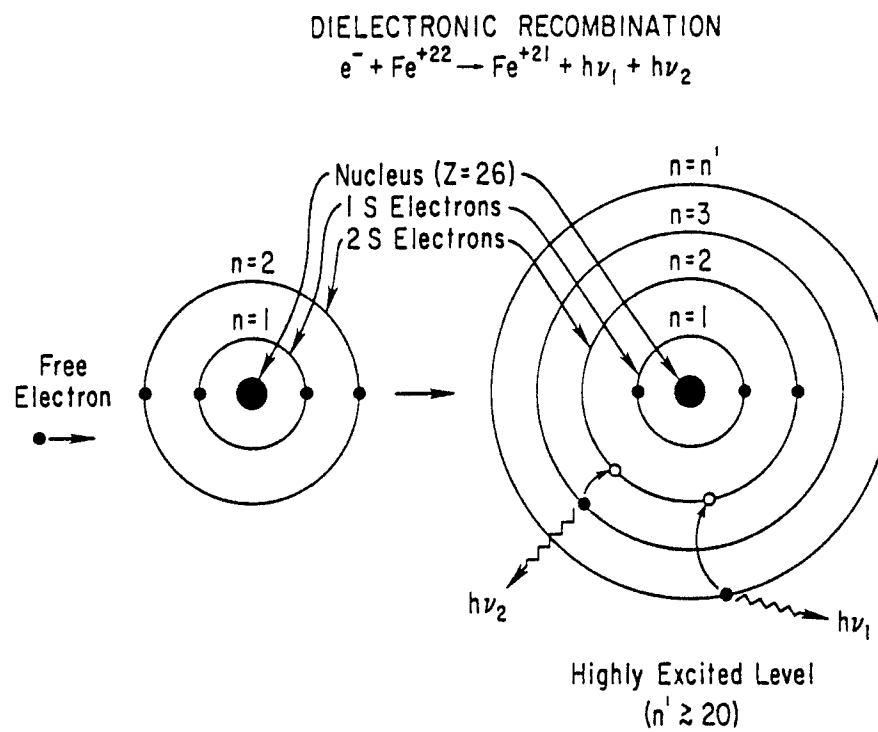 DIELECTRONIC RECOMBINATION
e⁻ + Fe⁺²² → Fe⁺²¹ + hν₁ + hν₂
Nucleus (Z=26)
1 S Electrons
2 S Electrons
n=2
n=1
Free
Electron
n=n'
n=3
n=2
n=1
hν₂
hν₁
Highly Excited Level
(n' ≳ 20)